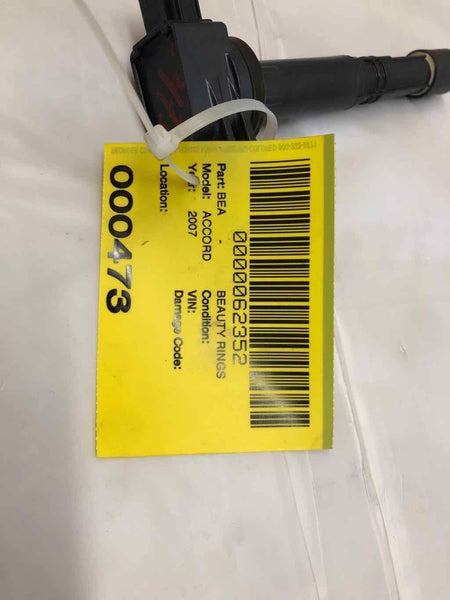 0000062352
Part: BEA - BEAUTY RINGS
Model: ACCORD Condition:
Year: 2007 VIN:
Damage Code:
Location:
000473